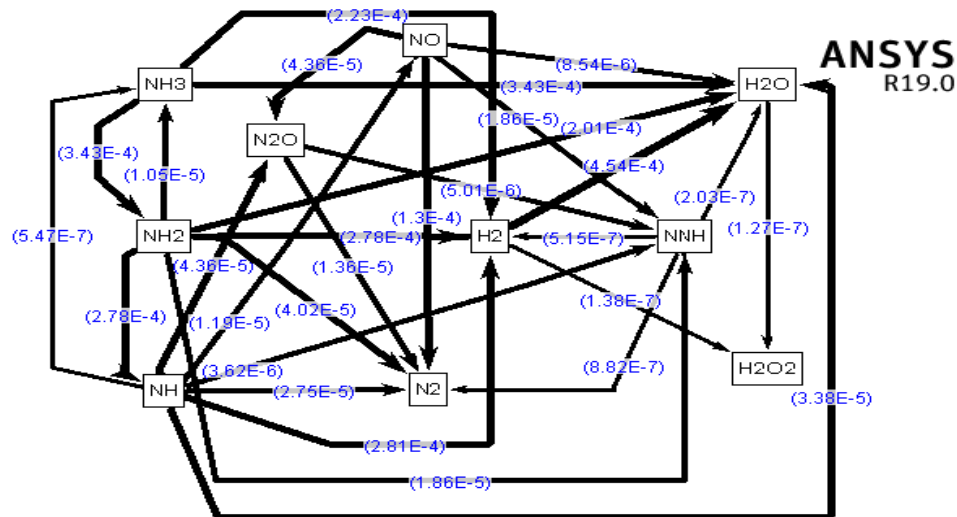 (2.23E-4)
NO
ANSYS
R19.0
(4.36E-5)
(8.54E-6)
NH3
(3.43E-4)
H2O
(1.86E-5)
(2.01E-4)
N2O
(3.43E-4)
(4.54E-4)
(1.05E-5)
(5.01E-6)
(2.03E-7)
(1.3E-4)
(1.27E-7)
(5.47E-7)
NH2
(2.78E-4)
H2
(5.15E-7)
NNH
(4.36E-5)
(1.36E-5)
(1.38E-7)
(4.02E-5)
(2.78E-4)
(1.19E-5)
(3.62E-6)
(8.82E-7)
H2O2
NH
(2.75E-5)
N2
(3.38E-5)
(2.81E-4)
(1.86E-5)